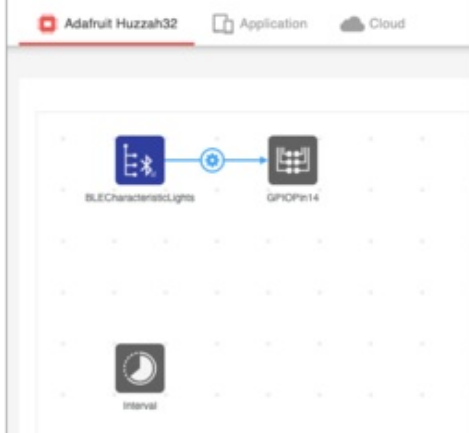 Adafruit Huzzah32 Application Cloud
BLECharacteristicLights GPIOPin14
Interval